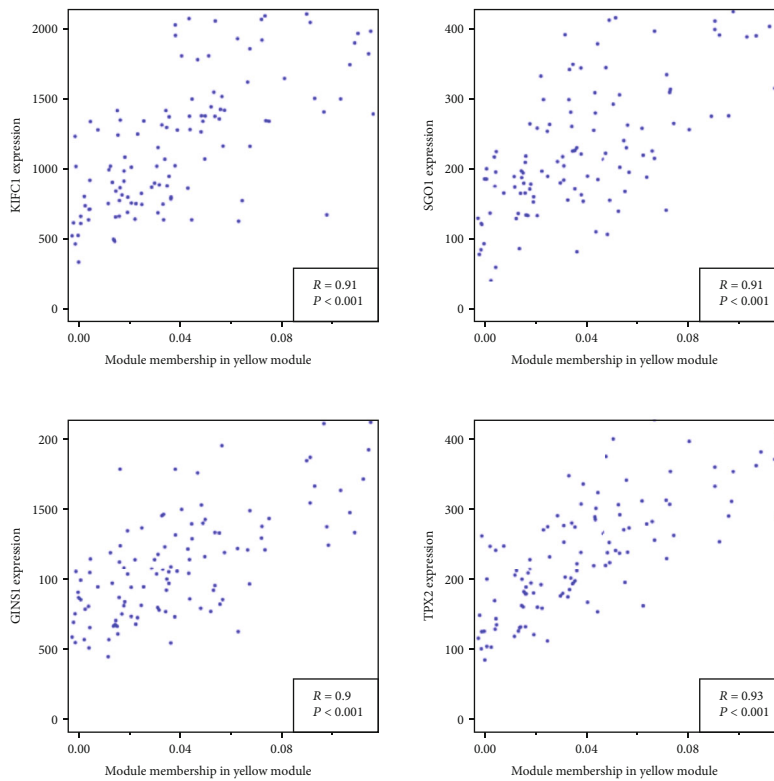 2000
1500
1000
500
0
KIFC1 expression
R = 0.91
P < 0.001
0.00
0.04
0.08
Module membership in yellow module
400
300
200
100
0
SGO1 expression
R = 0.91
P < 0.001
0.00
0.04
0.08
Module membership in yellow module
200
1500
100
500
0
GINS1 expression
R = 0.9
P < 0.001
0.00
0.04
0.08
Module membership in yellow module
400
300
200
100
0
TPX2 expression
R = 0.93
P < 0.001
0.00
0.04
0.08
Module membership in yellow module